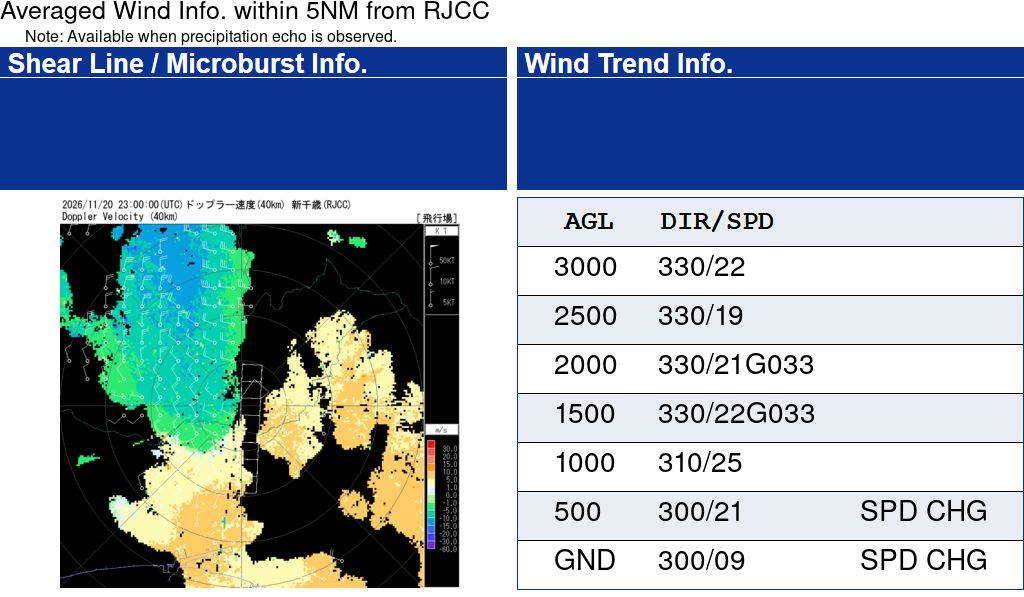 Averaged Wind Info. within 5NM from RJCC
Note: Available when precipitation echo is observed.
Shear Line / Microburst Info.
Wind Trend Info.
2026/11/20 23:00:00(UTC) ドップラー速度(40km) 新千歳(RJCC)
Doppler Velocity (40km)
[飛行場]
KT
50KT
10KT
5KT
m/s
30.0
20.0
15.0
10.0
5.0
1.0
0.0
-1.0
-5.0
-10.0
-15.0
-20.0
-30.0
-60.0
AGL DIR/SPD
3000 330/22
2500 330/19
2000 330/21G033
1500 330/22G033
1000 310/25
500 300/21 SPD CHG
GND 300/09 SPD CHG